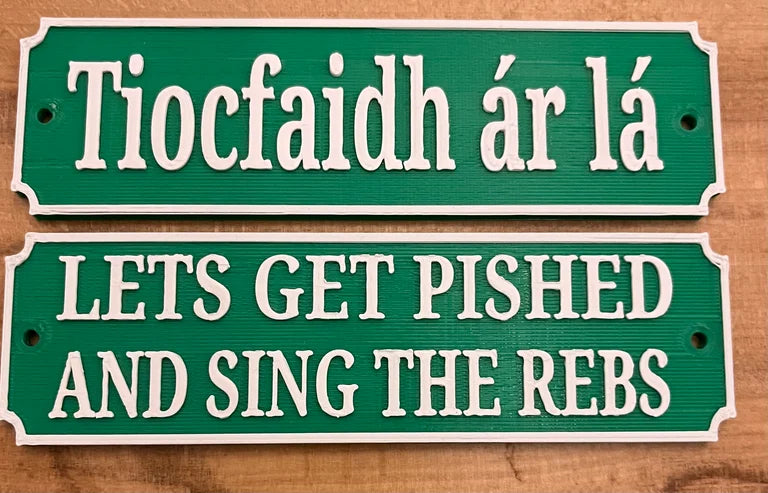 Tiocfaidh ár lá
LETS GET PISHED
AND SING THE REBS